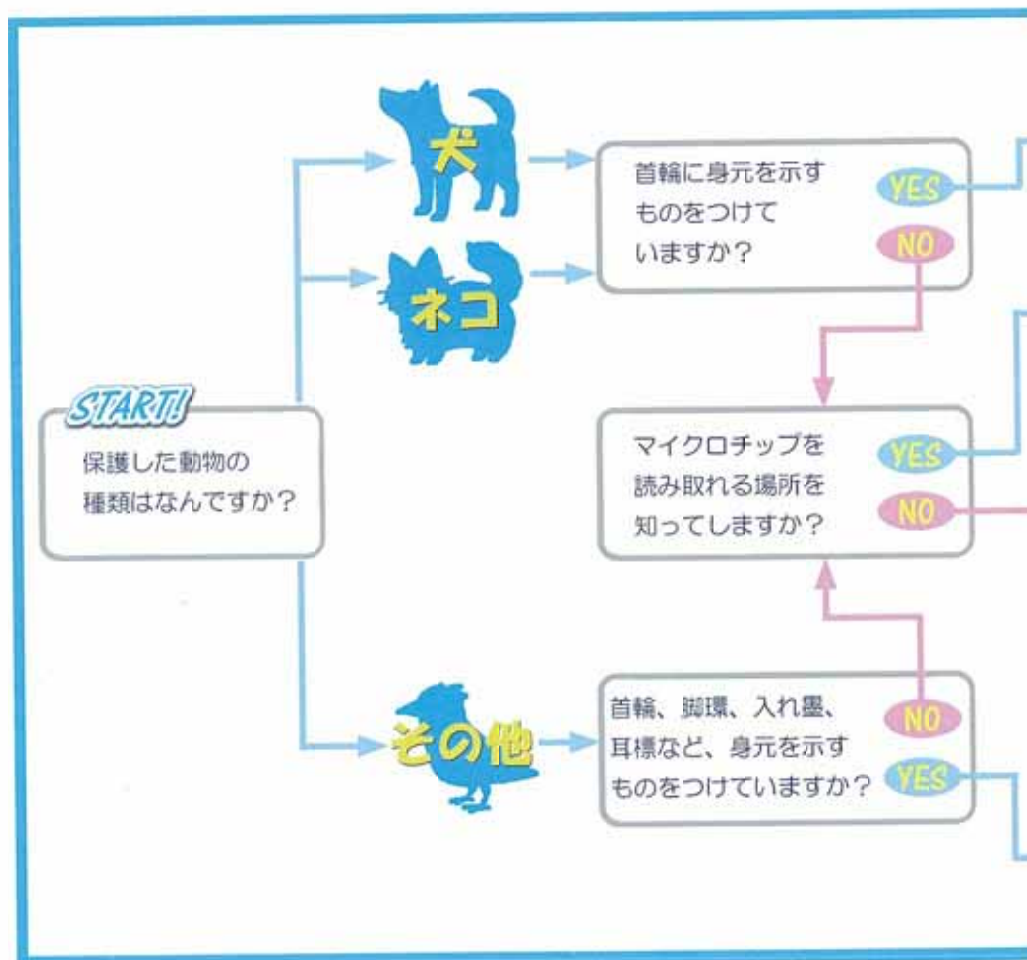 犬
首輪に身元を示す
ものをつけて
いますか？
YES
NO
ネコ
START!
保護した動物の
種類はなんですか？
マイクロチップを
読み取れる場所を
知ってしますか？
YES
NO
その他
首輪、脚環、入れ墨、
耳標など、身元を示す
ものをつけていますか？
NO
YES